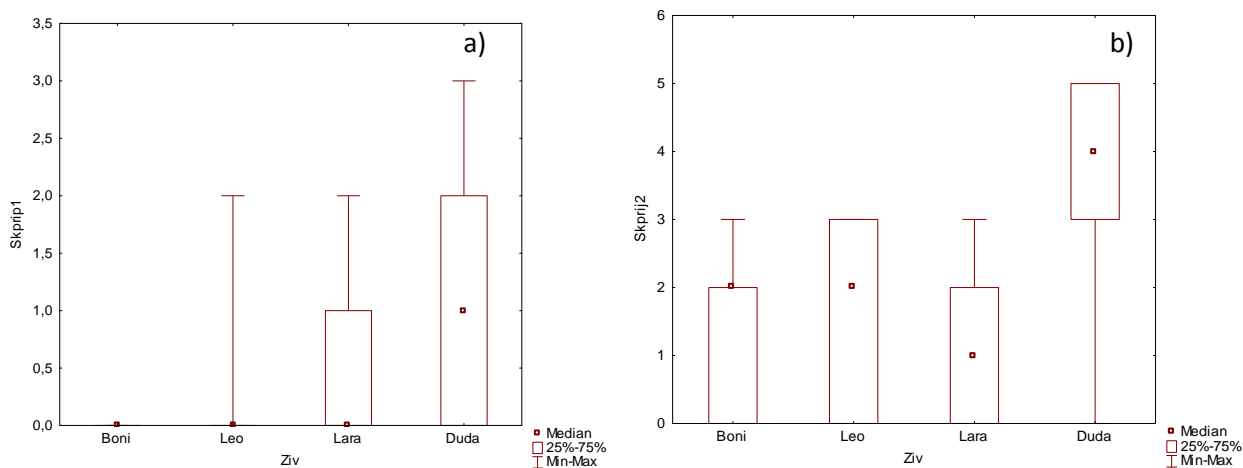 a)
3,5
3,0
2,5
2,0
1,5
1,0
0,5
0,0
Skprip1
Boni Leo Lara Duda
Ziv
Median
25%-75%
Min-Max
b)
6
5
4
3
2
1
0
Skprij2
Boni Leo Lara Duda
Ziv
Median
25%-75%
Min-Max